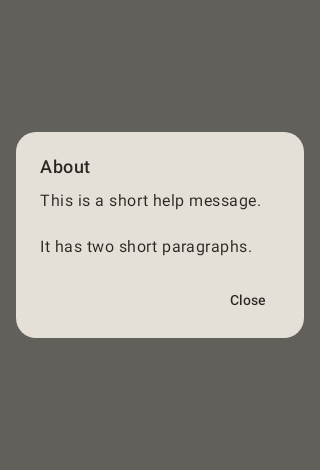 About
This is a short help message.
It has two short paragraphs.
Close